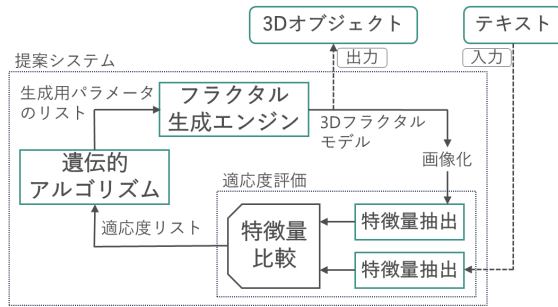 3Dオブジェクト
テキスト
出力
入力
提案システム
生成用パラメータ
のリスト
フラクタル
生成エンジン
3Dフラクタル
モデル
画像化
遺伝的
アルゴリズム
適応度評価
適応度リスト
特徴量
比較
特徴量抽出
特徴量抽出